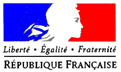 Liberté • Égalité • Fraternité
RÉPUBLIQUE FRANÇAISE